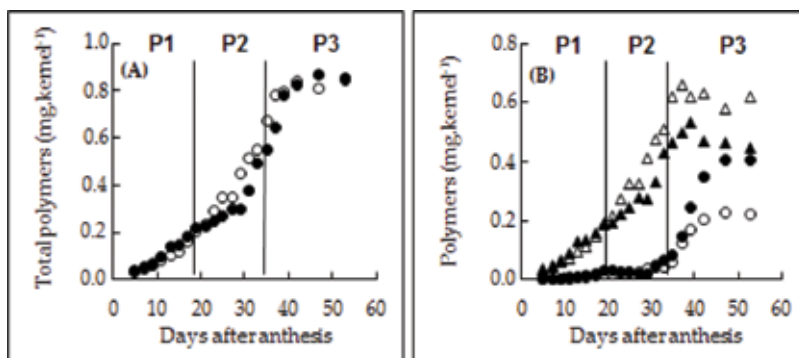 P1 P2 P3
(A)
Total polymers (mg.kernel⁻¹)
1.0
0.8
0.6
0.4
0.2
0.0
0 10 20 30 40 50 60
Days after anthesis
P1 P2 P3
(B)
Polymers (mg.kernel⁻¹)
0.8
0.6
0.4
0.2
0.0
0 10 20 30 40 50 60
Days after anthesis